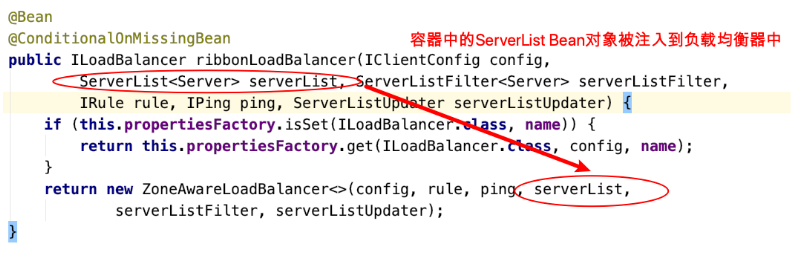 @Bean
容器中的ServerList Bean对象被注入到负载均衡器中
@ConditionalOnMissingBean
public ILoadBalancer ribbonLoadBalancer(IClientConfig config,
ServerList<Server> serverList, ServerListFilter<Server> serverListFilter,
IRule rule, IPing ping, ServerListUpdater serverListUpdater) {
if (this.propertiesFactory.isSet(ILoadBalancer.class, name)) {
return this.propertiesFactory.get(ILoadBalancer.class, config, name);
}
return new ZoneAwareLoadBalancer<>(config, rule, ping, serverList,
serverListFilter, serverListUpdater);
}